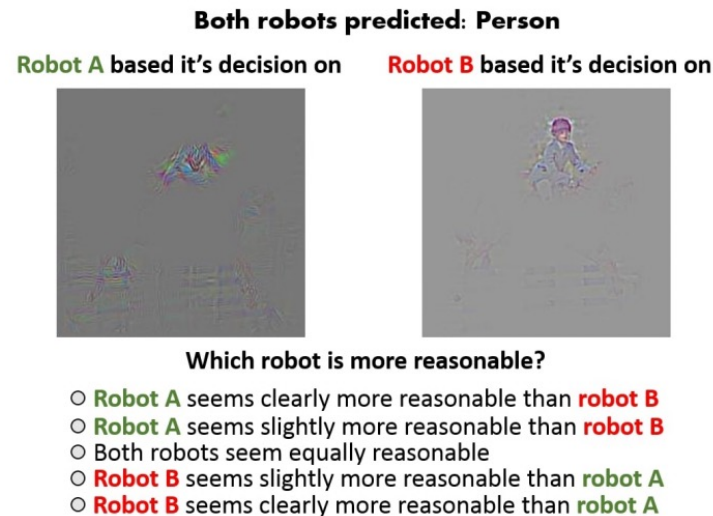 Both robots predicted: Person
Robot A based it's decision on
Robot B based it's decision on
Which robot is more reasonable?
Robot A seems clearly more reasonable than robot B
Robot A seems slightly more reasonable than robot B
Both robots seem equally reasonable
Robot B seems slightly more reasonable than robot A
Robot B seems clearly more reasonable than robot A